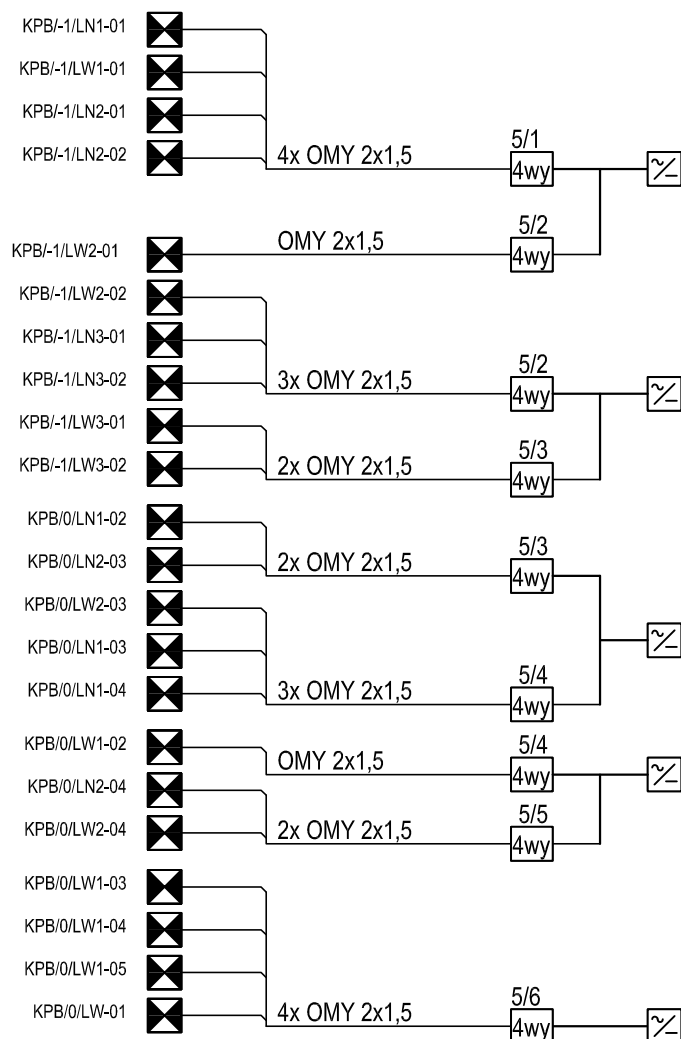 KPB/-1/LN1-01
KPB/-1/LW1-01
KPB/-1/LN2-01
5/1
KPB/-1/LN2-02 4x OMY 2x1,5 4wy
5/2
KPB/-1/LW2-01 OMY 2x1,5 4wy
KPB/-1/LW2-02
KPB/-1/LN3-01
5/2
KPB/-1/LN3-02 3x OMY 2x1,5 4wy
KPB/-1/LW3-01
5/3
KPB/-1/LW3-02 2x OMY 2x1,5 4wy
KPB/0/LN1-02
5/3
KPB/0/LN2-03 2x OMY 2x1,5 4wy
KPB/0/LW2-03
KPB/0/LN1-03
5/4
KPB/0/LN1-04 3x OMY 2x1,5 4wy
5/4
KPB/0/LW1-02 OMY 2x1,5 4wy
KPB/0/LN2-04
5/5
KPB/0/LW2-04 2x OMY 2x1,5 4wy
KPB/0/LW1-03
KPB/0/LW1-04
KPB/0/LW1-05
5/6
KPB/0/LW-01 4x OMY 2x1,5 4wy